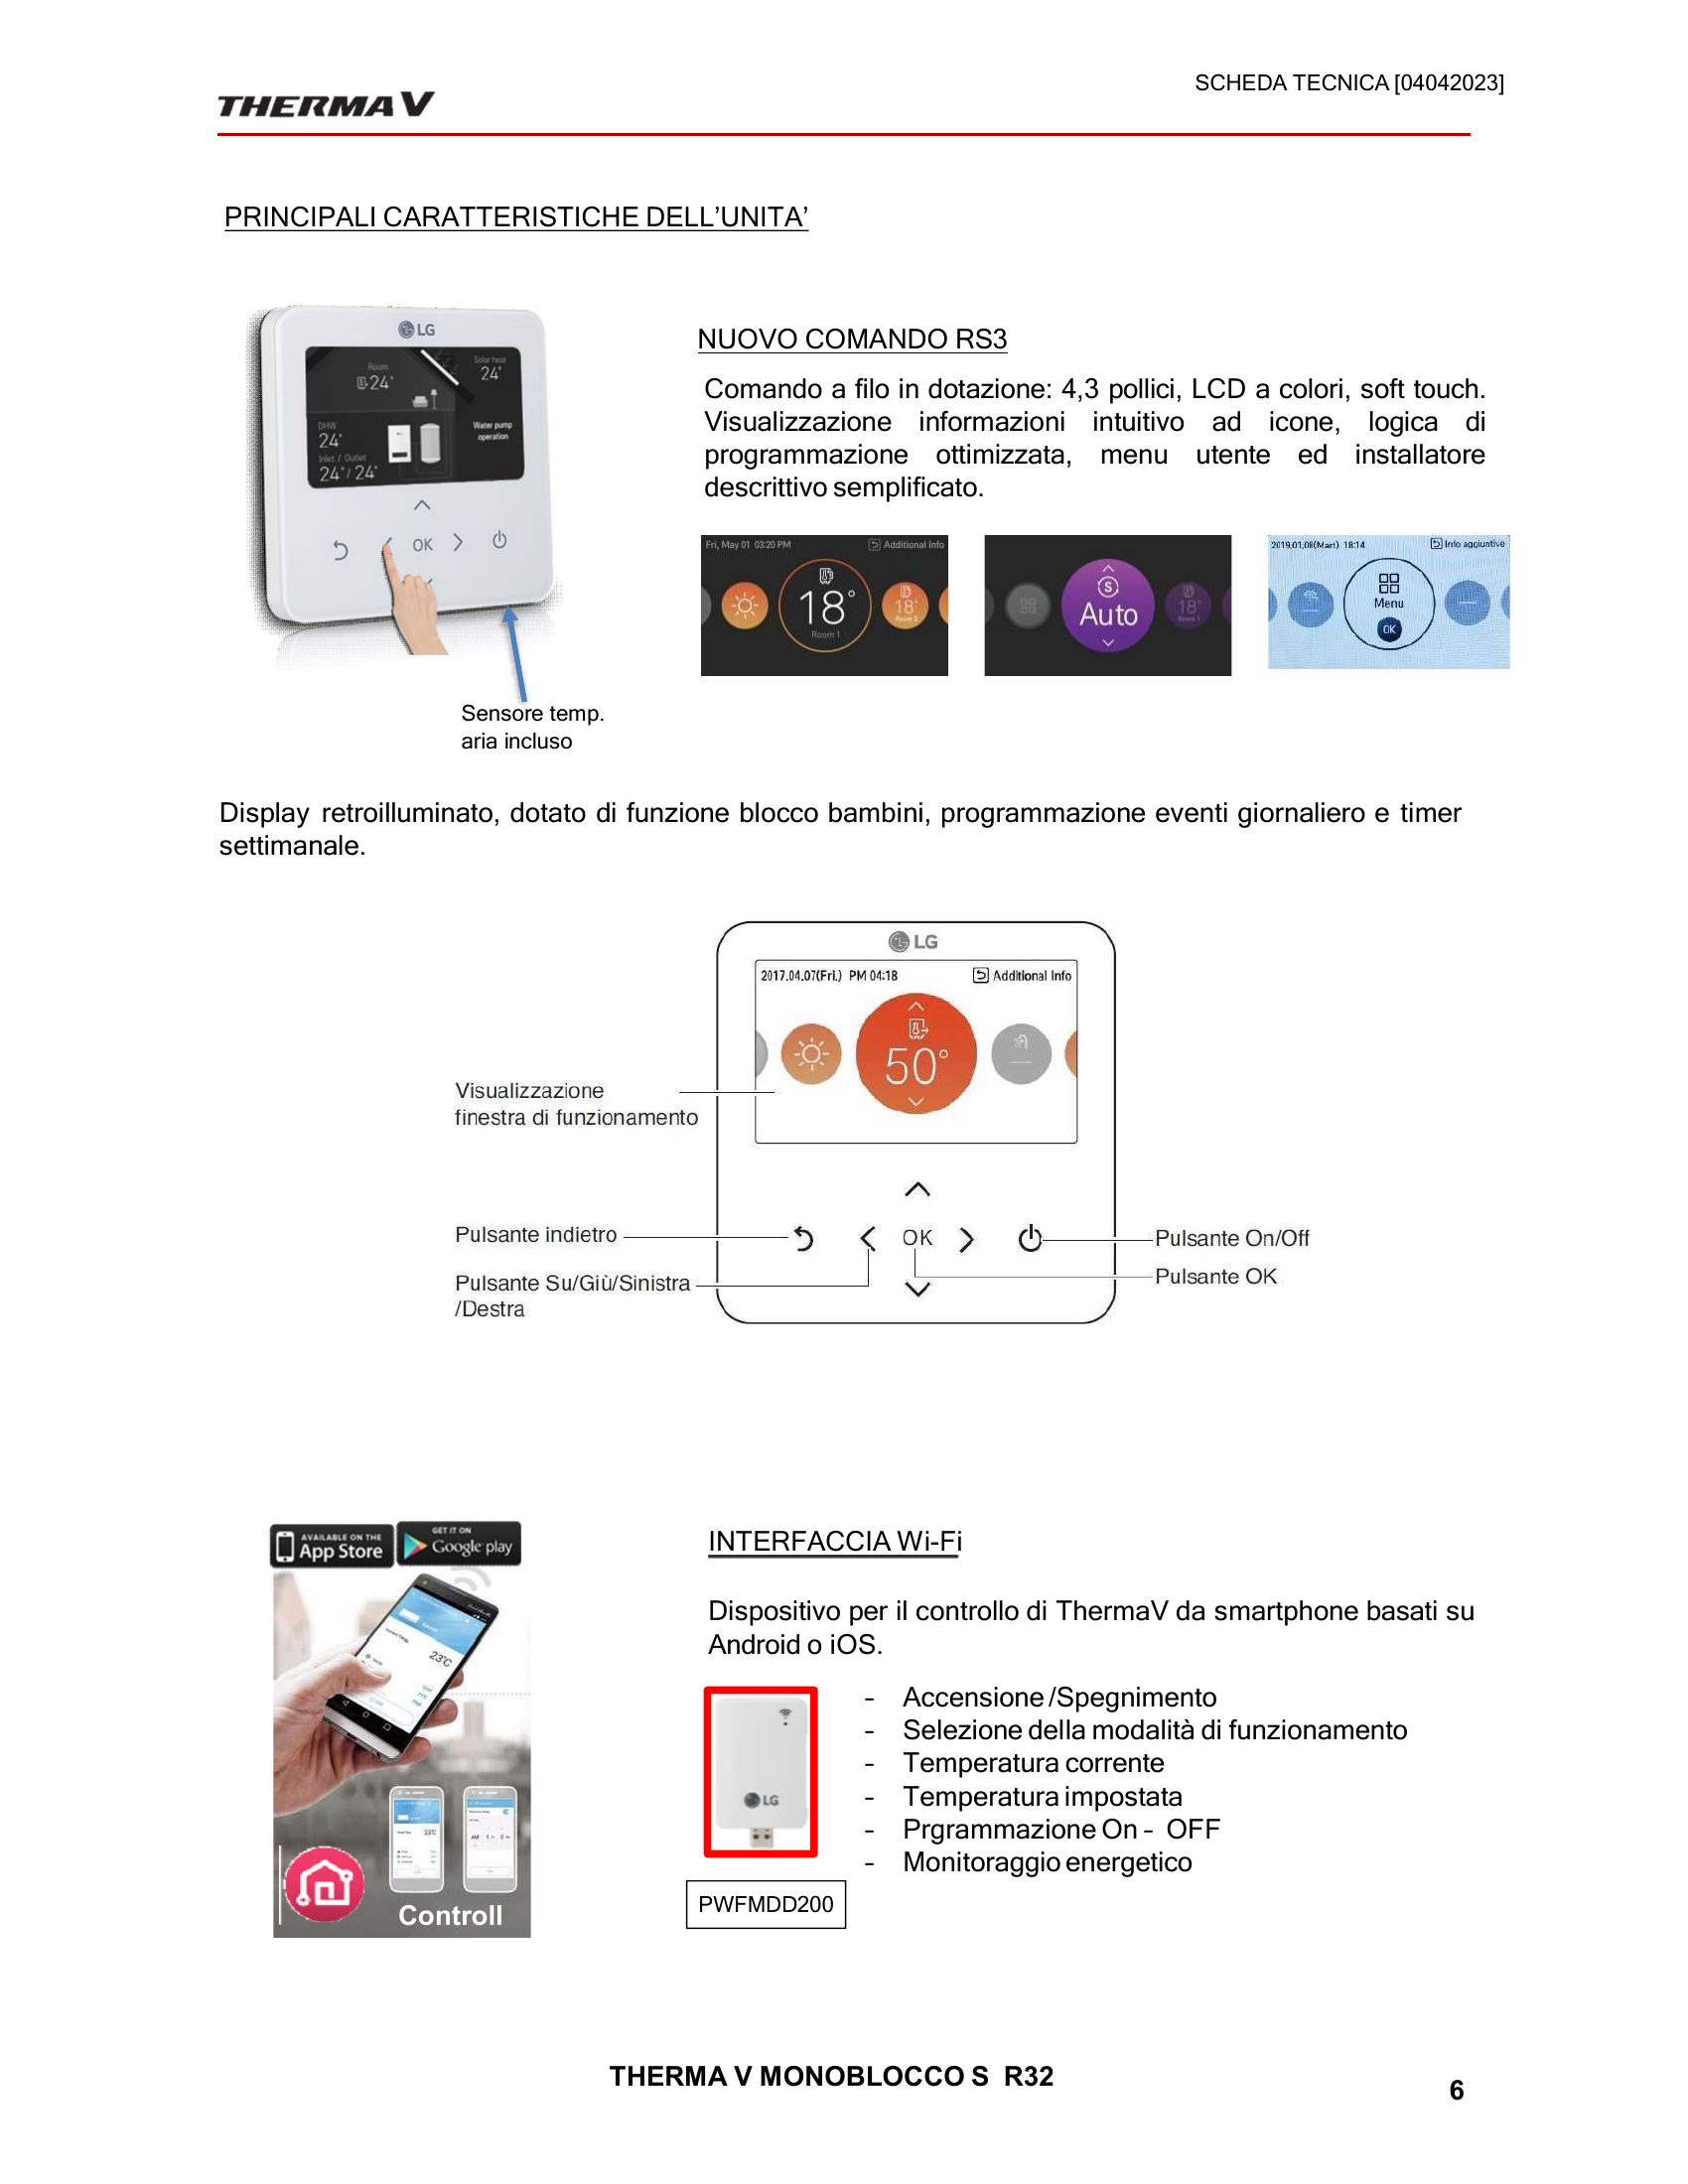 SCHEDA TECNICA [04042023]
THERMA V
PRINCIPALI CARATTERISTICHE DELL'UNITA'
LG
Room
24°
Solar heat
24°
DHW
24°
Water pump
operation
Inlet / Outlet
24°/ 24°
OK
Sensore temp.
aria incluso
NUOVO COMANDO RS3
Comando a filo in dotazione: 4,3 pollici, LCD a colori, soft touch.
Visualizzazione informazioni intuitivo ad icone, logica di
programmazione ottimizzata, menu utente ed installatore
descrittivo semplificato.
Fri, May 01 03:20 PM Additional Info
18°
Room 1
18°
Room 2
S
Auto
18°
Room 1
2019.01.08(Mart) 18:14 Info aggiuntive
Menu
OK
Display retroilluminato, dotato di funzione blocco bambini, programmazione eventi giornaliero e timer
settimanale.
LG
2017.04.07(Fri.) PM 04:18 Additional Info
50°
Visualizzazione
finestra di funzionamento
Pulsante indietro
OK
Pulsante On/Off
Pulsante Su/Giù/Sinistra
/Destra
Pulsante OK
AVAILABLE ON THE
App Store
GET IT ON
Google play
23°C
Controll
INTERFACCIA Wi-Fi
Dispositivo per il controllo di ThermaV da smartphone basati su
Android o iOS.
LG
PWFMDD200
- Accensione /Spegnimento
- Selezione della modalità di funzionamento
- Temperatura corrente
- Temperatura impostata
- Prgrammazione On - OFF
- Monitoraggio energetico
THERMA V MONOBLOCCO S R32
6